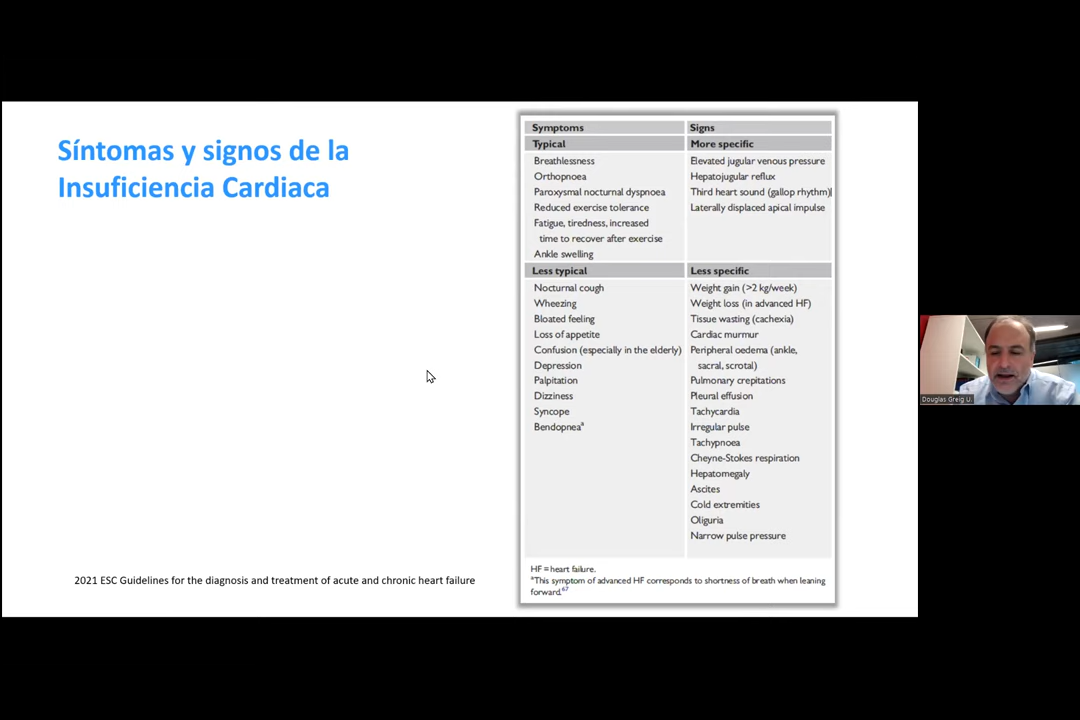 Síntomas y signos de la
Insuficiencia Cardiaca
Symptoms
Typical
Breathlessness
Orthopnoea
Paroxysmal nocturnal dyspnoea
Reduced exercise tolerance
Fatigue, tiredness, increased
time to recover after exercise
Ankle swelling
Less typical
Nocturnal cough
Wheezing
Bloated feeling
Loss of appetite
Confusion (especially in the elderly)
Depression
Palpitation
Dizziness
Syncope
Bendopneaᵃ
Signs
More specific
Elevated jugular venous pressure
Hepatojugular reflux
Third heart sound (gallop rhythm)
Laterally displaced apical impulse
Less specific
Weight gain (>2 kg/week)
Weight loss (in advanced HF)
Tissue wasting (cachexia)
Cardiac murmur
Peripheral oedema (ankle,
sacral, scrotal)
Pulmonary crepitations
Pleural effusion
Tachycardia
Irregular pulse
Tachypnoea
Cheyne-Stokes respiration
Hepatomegaly
Ascites
Cold extremities
Oliguria
Narrow pulse pressure
HF = heart failure.
ᵃThis symptom of advanced HF corresponds to shortness of breath when leaning
forward.⁶⁷
2021 ESC Guidelines for the diagnosis and treatment of acute and chronic heart failure
Douglas Greig U.